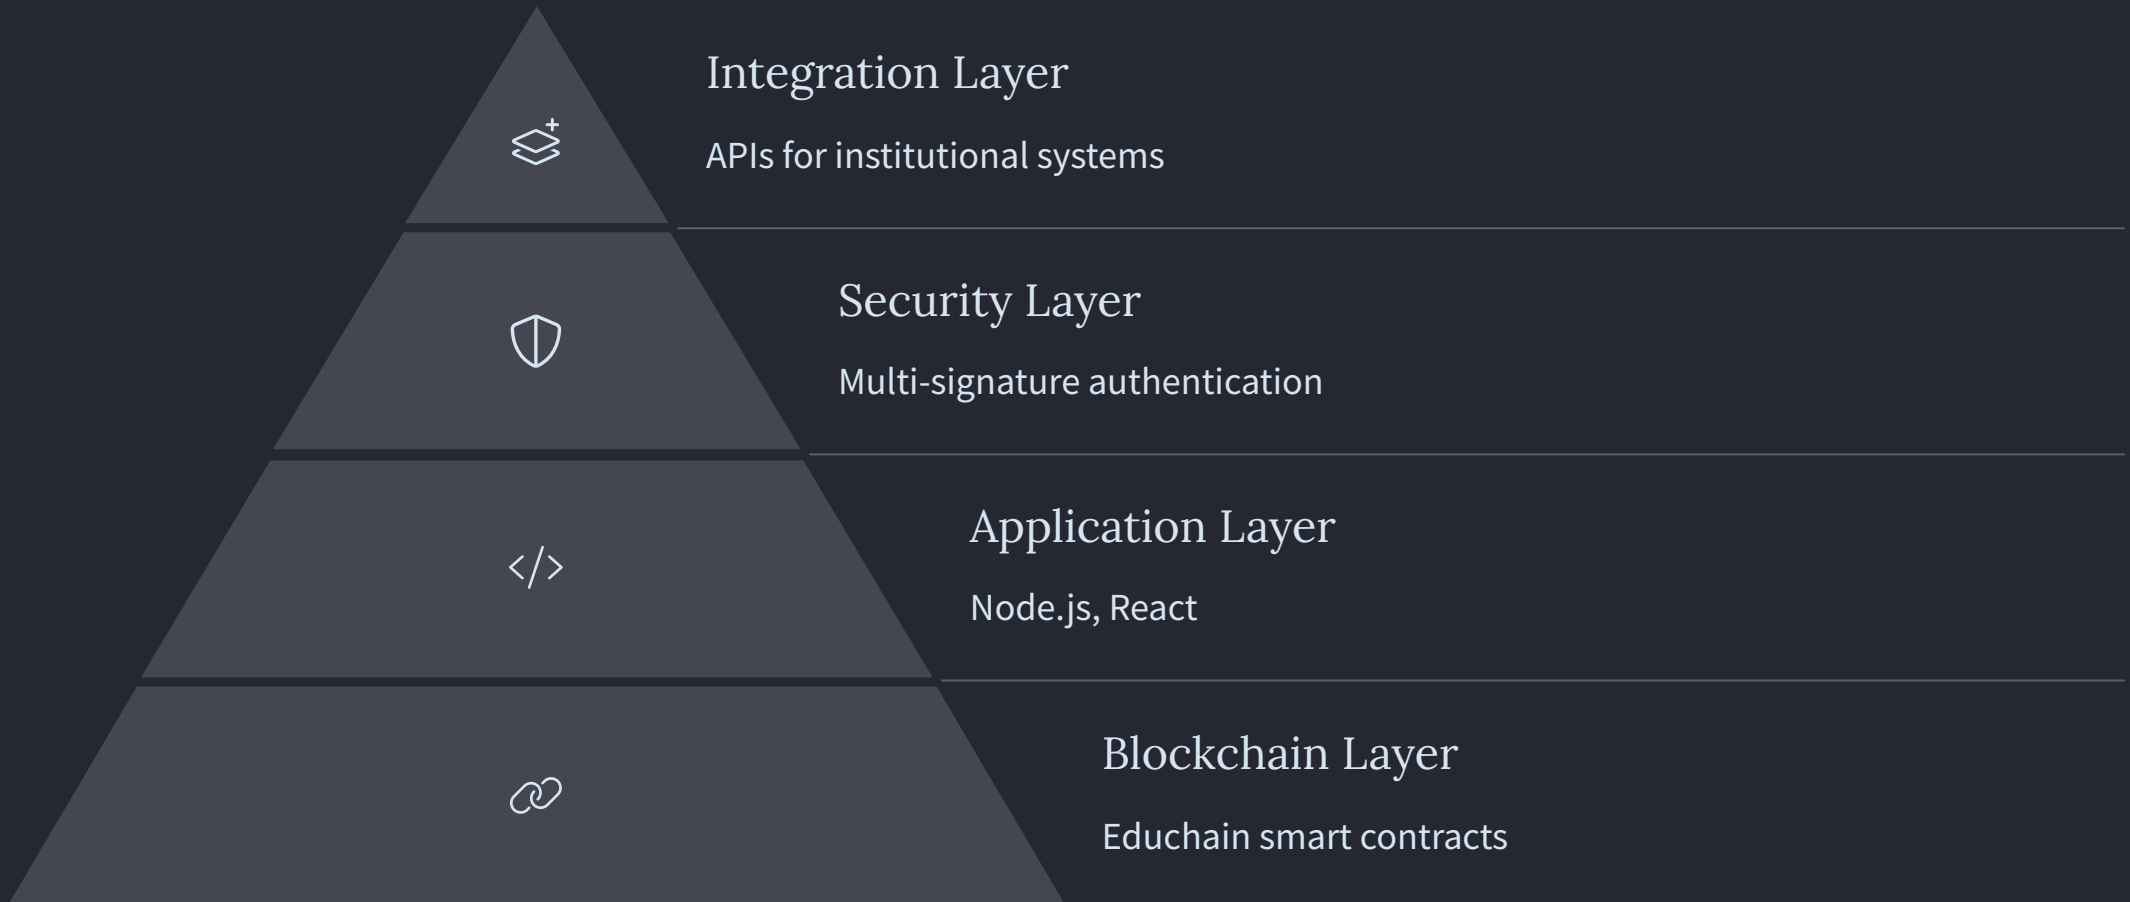 Integration Layer
APIs for institutional systems
Security Layer
Multi-signature authentication
Application Layer
Node.js, React
Blockchain Layer
Educhain smart contracts